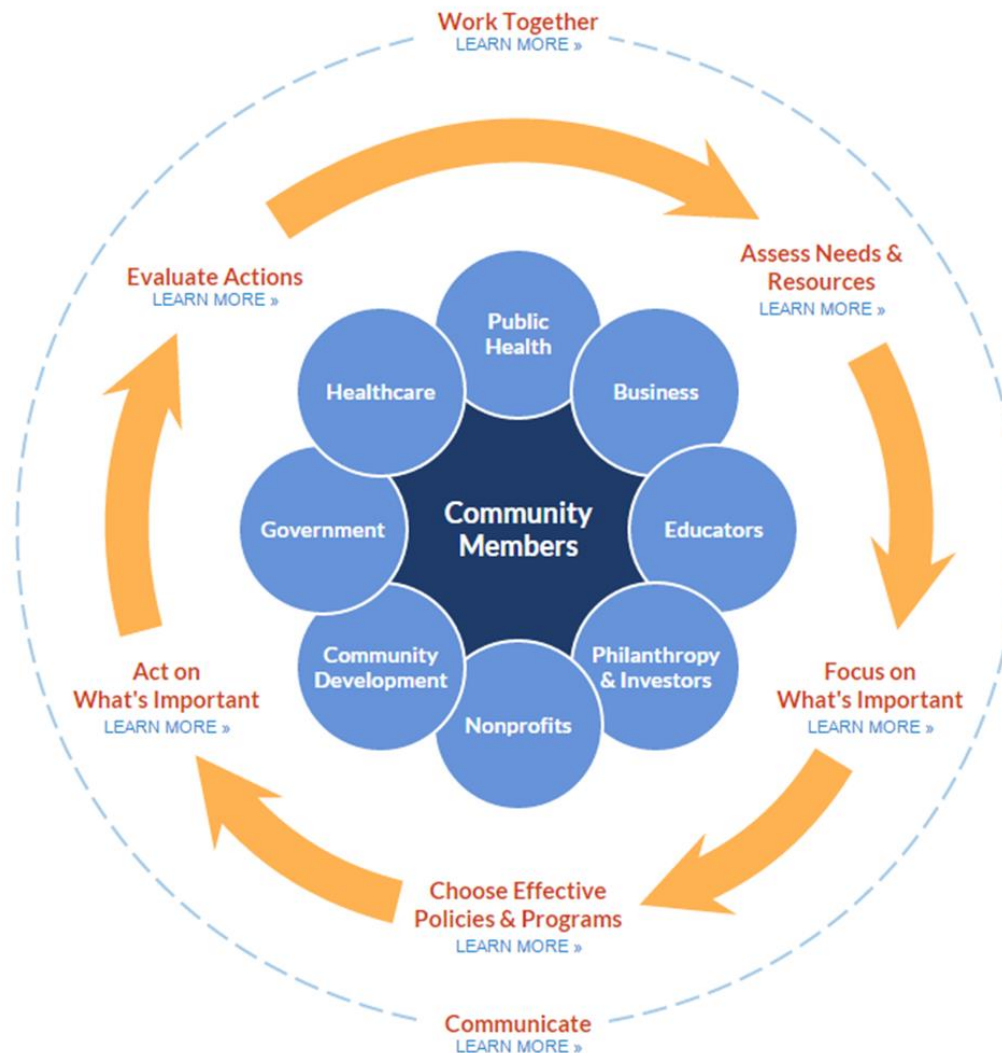 Work Together
LEARN MORE »
Evaluate Actions
LEARN MORE »
Assess Needs &
Resources
LEARN MORE »
Public
Health
Healthcare
Business
Government
Community
Members
Educators
Community
Development
Philanthropy
& Investors
Nonprofits
Act on
What's Important
LEARN MORE »
Focus on
What's Important
LEARN MORE »
Choose Effective
Policies & Programs
LEARN MORE »
Communicate
LEARN MORE »